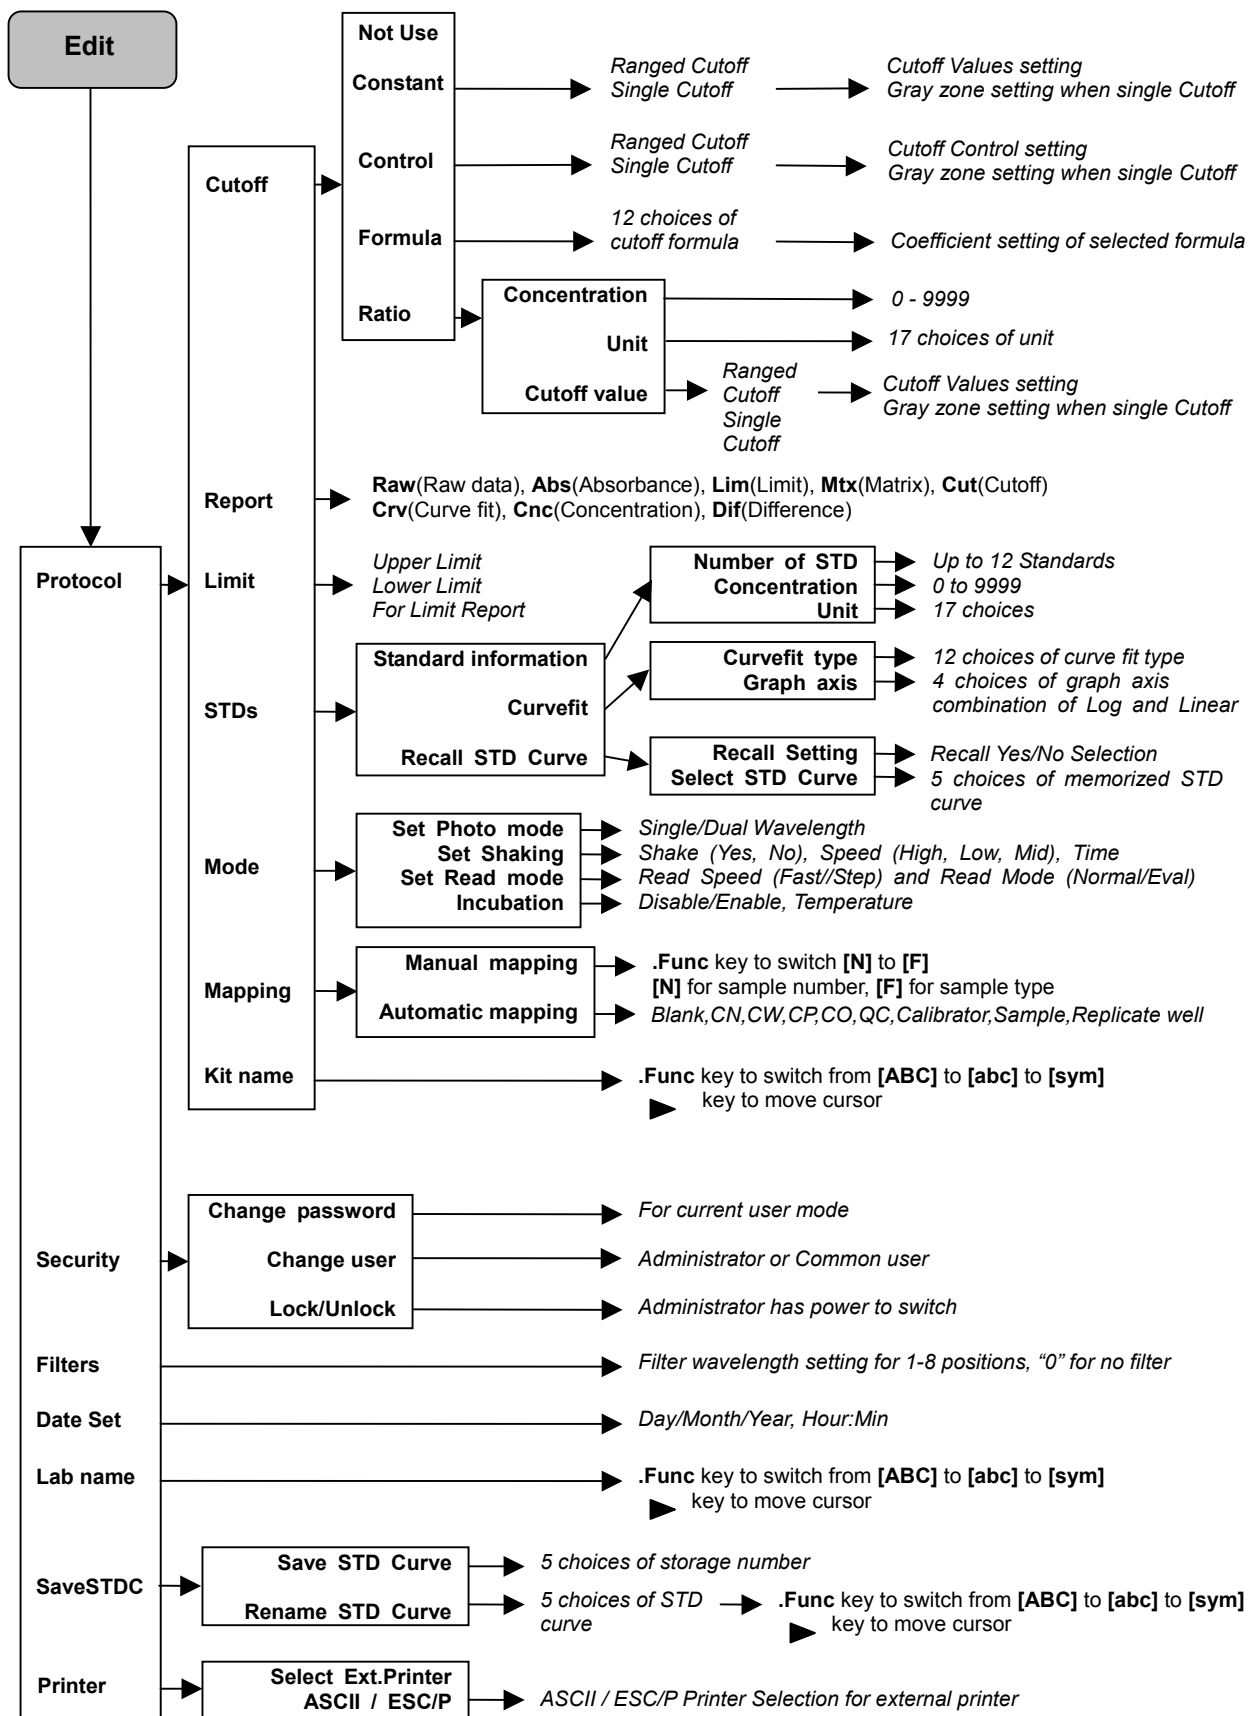 Edit
Not Use
Constant
Ranged Cutoff
Single Cutoff
Cutoff Values setting
Gray zone setting when single Cutoff
Control
Ranged Cutoff
Single Cutoff
Cutoff Control setting
Gray zone setting when single Cutoff
Cutoff
Formula
12 choices of
cutoff formula
Coefficient setting of selected formula
Ratio
Concentration
0 - 9999
Unit
17 choices of unit
Cutoff value
Ranged
Cutoff
Single
Cutoff
Cutoff Values setting
Gray zone setting when single Cutoff
Report
Raw(Raw data), Abs(Absorbance), Lim(Limit), Mtx(Matrix), Cut(Cutoff)
Crv(Curve fit), Cnc(Concentration), Dif(Difference)
Protocol
Limit
Upper Limit
Lower Limit
For Limit Report
Number of STD
Up to 12 Standards
Concentration
0 to 9999
Unit
17 choices
STDs
Standard information
Curvefit
Recall STD Curve
Curvefit type
12 choices of curve fit type
Graph axis
4 choices of graph axis
combination of Log and Linear
Recall Setting
Recall Yes/No Selection
Select STD Curve
5 choices of memorized STD
curve
Mode
Set Photo mode
Single/Dual Wavelength
Set Shaking
Shake (Yes, No), Speed (High, Low, Mid), Time
Set Read mode
Read Speed (Fast//Step) and Read Mode (Normal/Eval)
Incubation
Disable/Enable, Temperature
Mapping
Manual mapping
.Func key to switch [N] to [F]
[N] for sample number, [F] for sample type
Automatic mapping
Blank,CN,CW,CP,CO,QC,Calibrator,Sample,Replicate well
Kit name
.Func key to switch from [ABC] to [abc] to [sym]
key to move cursor
Security
Change password
For current user mode
Change user
Administrator or Common user
Lock/Unlock
Administrator has power to switch
Filters
Filter wavelength setting for 1-8 positions, “0” for no filter
Date Set
Day/Month/Year, Hour:Min
Lab name
.Func key to switch from [ABC] to [abc] to [sym]
key to move cursor
SaveSTDC
Save STD Curve
5 choices of storage number
Rename STD Curve
5 choices of STD
curve
.Func key to switch from [ABC] to [abc] to [sym]
key to move cursor
Printer
Select Ext.Printer
ASCII / ESC/P
ASCII / ESC/P Printer Selection for external printer